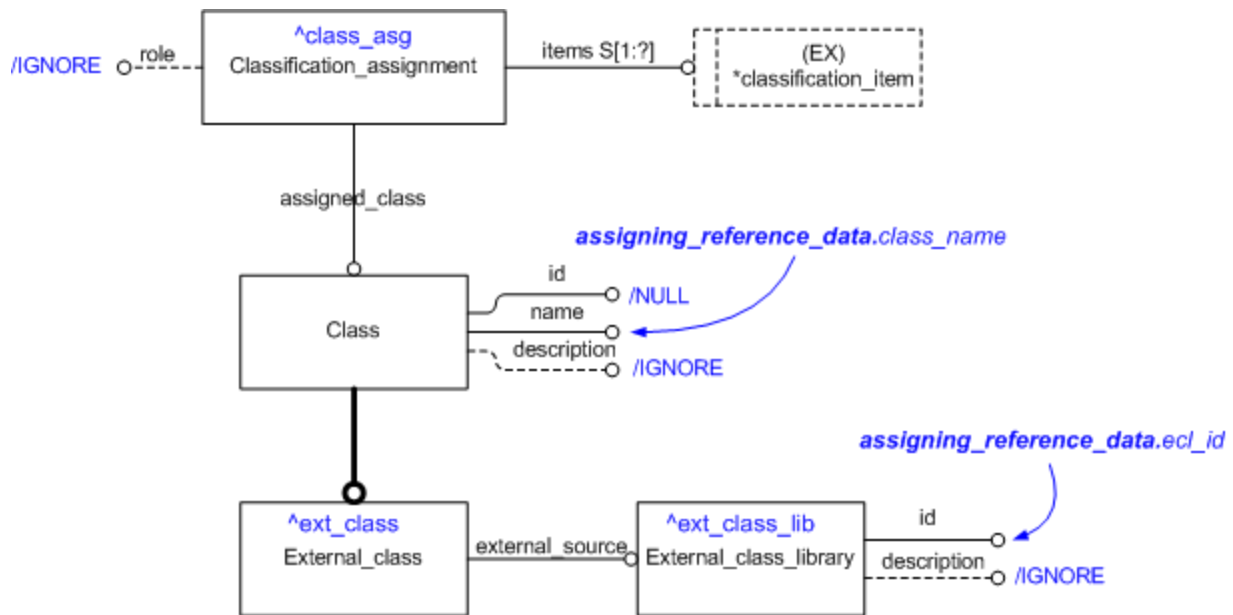 ^class_asg
Classification_assignment
/IGNORE
role
items S[1:?]
(EX)
*classification_item
assigned_class
assigning_reference_data.class_name
Class
id
/NULL
name
description
/IGNORE
assigning_reference_data.ecl_id
^ext_class
External_class
external_source
^ext_class_lib
External_class_library
id
description
/IGNORE